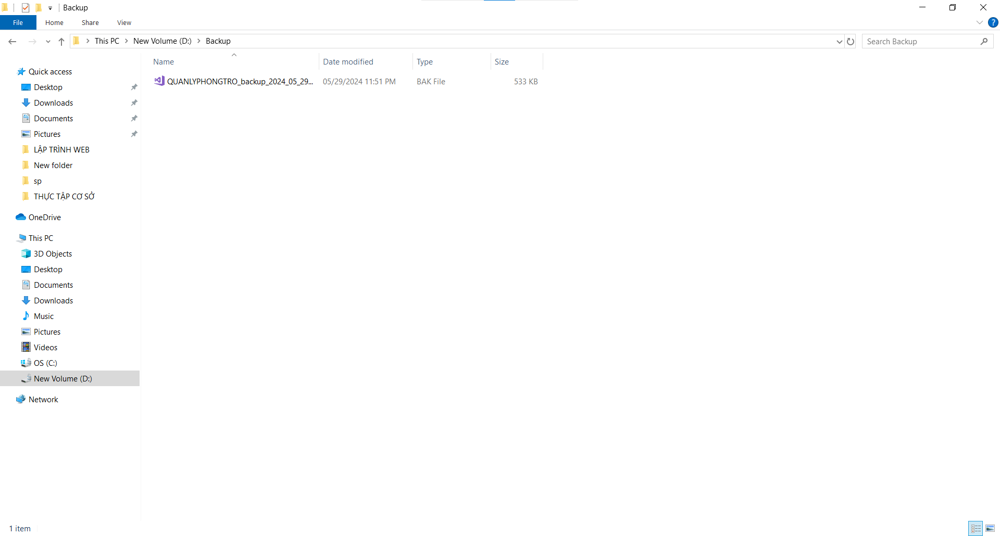 Backup
File Home Share View
This PC New Volume (D:) Backup
Search Backup
Name Date modified Type Size
QUANLYPHONGTRO_backup_2024_05_29... 05/29/2024 11:51 PM BAK File 533 KB
Quick access
Desktop
Downloads
Documents
Pictures
LẬP TRÌNH WEB
New folder
sp
THỰC TẬP CƠ SỞ
OneDrive
This PC
3D Objects
Desktop
Documents
Downloads
Music
Pictures
Videos
OS (C:)
New Volume (D:)
Network
1 item